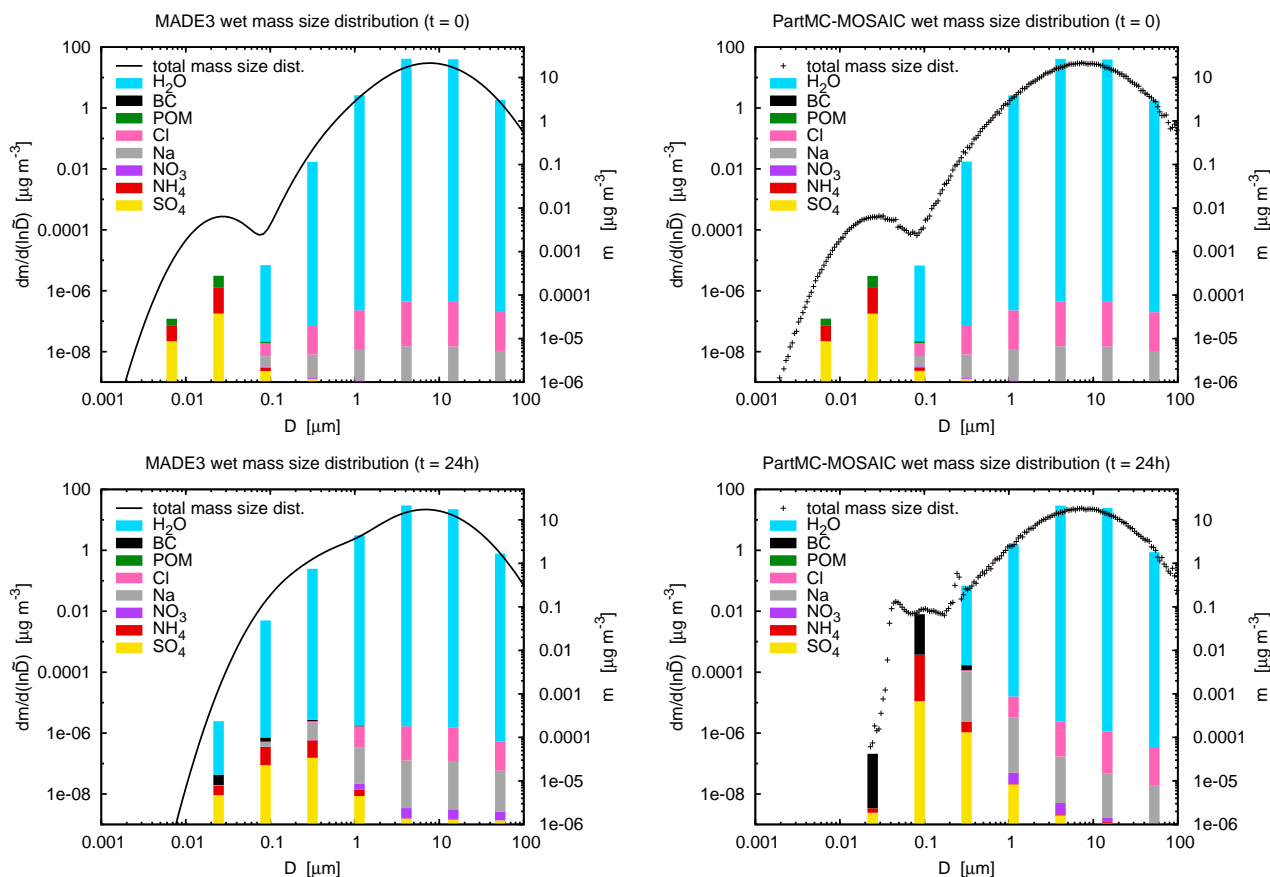 MADE3 wet mass size distribution (t = 0)
100
1
0.01
0.0001
1e-06
1e-08
dm/d(lnD̃) [µg m⁻³]
total mass size dist.
H₂O
BC
POM
Cl
Na
NO₃
NH₄
SO₄
10
1
0.1
0.01
0.001
0.0001
1e-05
1e-06
m [µg m⁻³]
0.001 0.01 0.1 1 10 100
D [µm]
PartMC-MOSAIC wet mass size distribution (t = 0)
100
1
0.01
0.0001
1e-06
1e-08
dm/d(lnD̃) [µg m⁻³]
total mass size dist.
H₂O
BC
POM
Cl
Na
NO₃
NH₄
SO₄
10
1
0.1
0.01
0.001
0.0001
1e-05
1e-06
m [µg m⁻³]
0.001 0.01 0.1 1 10 100
D [µm]
MADE3 wet mass size distribution (t = 24h)
100
1
0.01
0.0001
1e-06
1e-08
dm/d(lnD̃) [µg m⁻³]
total mass size dist.
H₂O
BC
POM
Cl
Na
NO₃
NH₄
SO₄
10
1
0.1
0.01
0.001
0.0001
1e-05
1e-06
m [µg m⁻³]
0.001 0.01 0.1 1 10 100
D [µm]
PartMC-MOSAIC wet mass size distribution (t = 24h)
100
1
0.01
0.0001
1e-06
1e-08
dm/d(lnD̃) [µg m⁻³]
total mass size dist.
H₂O
BC
POM
Cl
Na
NO₃
NH₄
SO₄
10
1
0.1
0.01
0.001
0.0001
1e-05
1e-06
m [µg m⁻³]
0.001 0.01 0.1 1 10 100
D [µm]